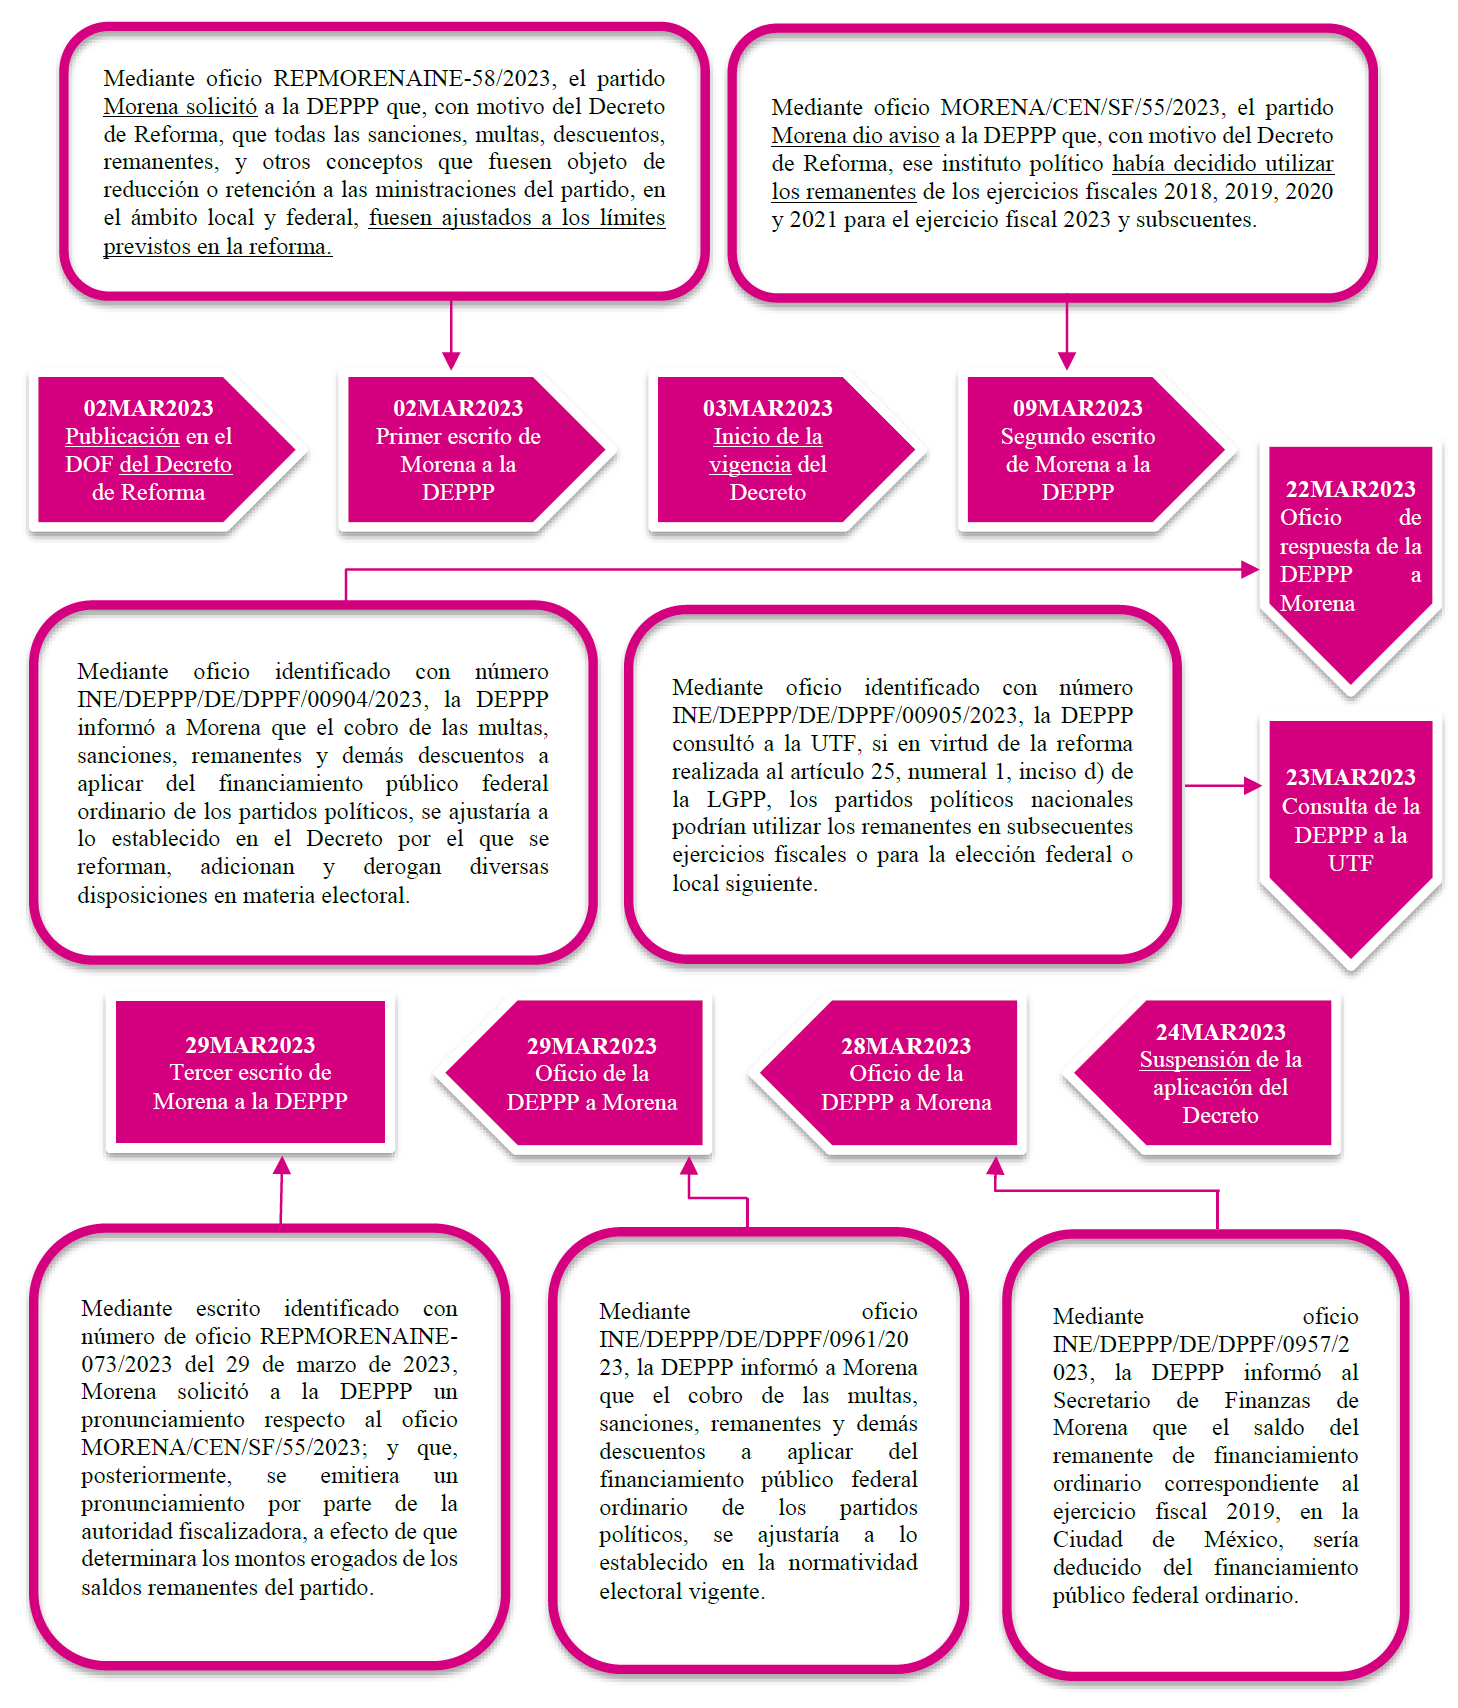 Mediante oficio REPMORENAINE-58/2023, el partido
Morena solicitó a la DEPPP que, con motivo del Decreto
de Reforma, que todas las sanciones, multas, descuentos,
remanentes, y otros conceptos que fuesen objeto de
reducción o retención a las ministraciones del partido, en
el ámbito local y federal, fuesen ajustados a los límites
previstos en la reforma.
Mediante oficio MORENA/CEN/SF/55/2023, el partido
Morena dio aviso a la DEPPP que, con motivo del Decreto
de Reforma, ese instituto político había decidido utilizar
los remanentes de los ejercicios fiscales 2018, 2019, 2020
y 2021 para el ejercicio fiscal 2023 y subscuentes.
02MAR2023
Publicación en el
DOF del Decreto
de Reforma
02MAR2023
Primer escrito de
Morena a la
DEPPP
03MAR2023
Inicio de la
vigencia del
Decreto
09MAR2023
Segundo escrito
de Morena a la
DEPPP
22MAR2023
Oficio de
respuesta de la
DEPPP a
Morena
Mediante oficio identificado con número
INE/DEPPP/DE/DPPF/00904/2023, la DEPPP
informó a Morena que el cobro de las multas,
sanciones, remanentes y demás descuentos a
aplicar del financiamiento público federal
ordinario de los partidos políticos, se ajustaría a
lo establecido en el Decreto por el que se
reforman, adicionan y derogan diversas
disposiciones en materia electoral.
Mediante oficio identificado con número
INE/DEPPP/DE/DPPF/00905/2023, la DEPPP
consultó a la UTF, si en virtud de la reforma
realizada al artículo 25, numeral 1, inciso d) de
la LGPP, los partidos políticos nacionales
podrían utilizar los remanentes en subsecuentes
ejercicios fiscales o para la elección federal o
local siguiente.
23MAR2023
Consulta de la
DEPPP a la
UTF
29MAR2023
Tercer escrito de
Morena a la DEPPP
29MAR2023
Oficio de la
DEPPP a Morena
28MAR2023
Oficio de la
DEPPP a Morena
24MAR2023
Suspensión de la
aplicación del
Decreto
Mediante escrito identificado con
número de oficio REPMORENAINE-
073/2023 del 29 de marzo de 2023,
Morena solicitó a la DEPPP un
pronunciamiento respecto al oficio
MORENA/CEN/SF/55/2023; y que,
posteriormente, se emitiera un
pronunciamiento por parte de la
autoridad fiscalizadora, a efecto de que
determinara los montos erogados de los
saldos remanentes del partido.
Mediante oficio
INE/DEPPP/DE/DPPF/0961/20
23, la DEPPP informó a Morena
que el cobro de las multas,
sanciones, remanentes y demás
descuentos a aplicar del
financiamiento público federal
ordinario de los partidos
políticos, se ajustaría a lo
establecido en la normatividad
electoral vigente.
Mediante oficio
INE/DEPPP/DE/DPPF/0957/2
023, la DEPPP informó al
Secretario de Finanzas de
Morena que el saldo del
remanente de financiamiento
ordinario correspondiente al
ejercicio fiscal 2019, en la
Ciudad de México, sería
deducido del financiamiento
público federal ordinario.